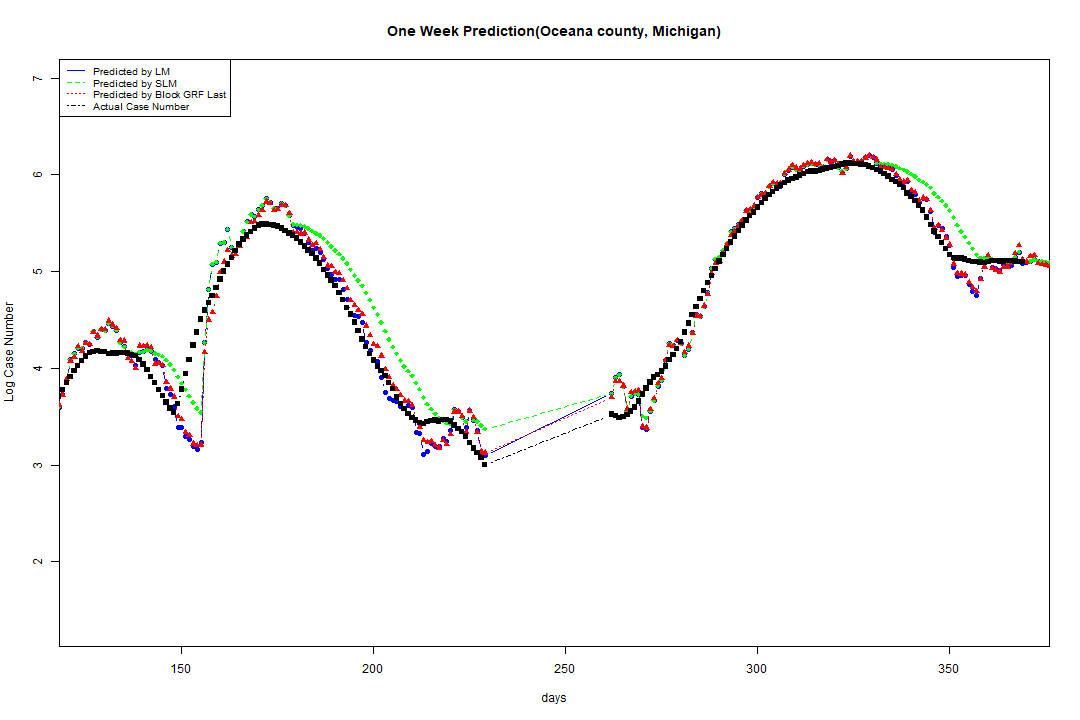 One Week Prediction(Oceana county, Michigan)
Predicted by LM
Predicted by SLM
Predicted by Block GRF Last
Actual Case Number
7
6
5
4
3
2
Log Case Number
150 200 250 300 350
days